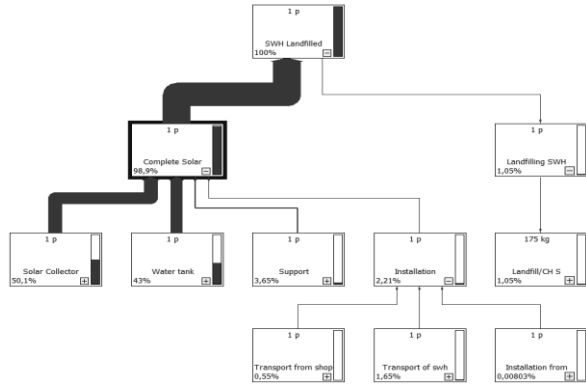 1 p
SWH Landfilled
100%
1 p
Complete Solar
98,9%
1 p
Landfilling SWH
1,05%
1 p
Solar Collector
50,1%
1 p
Water tank
43%
1 p
Support
3,65%
1 p
Installation
2,21%
175 kg
Landfill/CH S
1,05%
1 p
Transport from shop
0,55%
1 p
Transport of swh
1,65%
1 p
Installation from
0,00803%